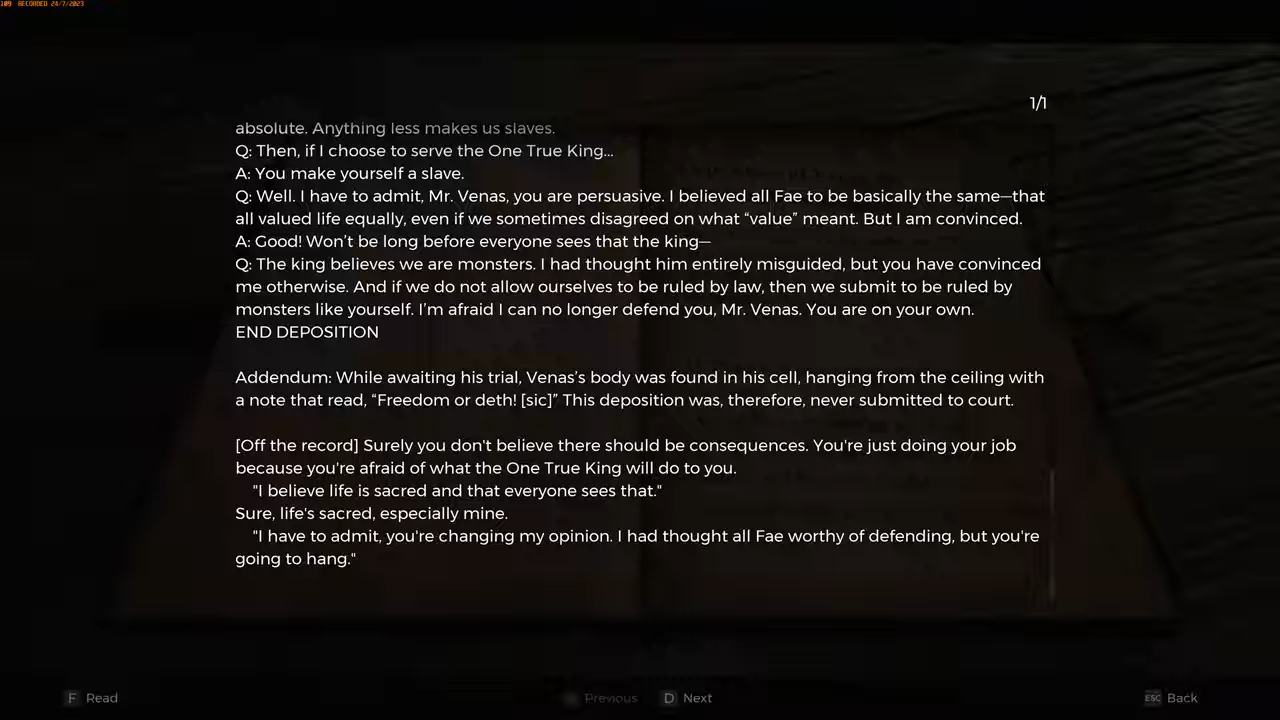 109 RECORDED 24/7/2023
1/1
absolute. Anything less makes us slaves.
Q: Then, if I choose to serve the One True King...
A: You make yourself a slave.
Q: Well. I have to admit, Mr. Venas, you are persuasive. I believed all Fae to be basically the same—that
all valued life equally, even if we sometimes disagreed on what “value” meant. But I am convinced.
A: Good! Won’t be long before everyone sees that the king—
Q: The king believes we are monsters. I had thought him entirely misguided, but you have convinced
me otherwise. And if we do not allow ourselves to be ruled by law, then we submit to be ruled by
monsters like yourself. I’m afraid I can no longer defend you, Mr. Venas. You are on your own.
END DEPOSITION
Addendum: While awaiting his trial, Venas’s body was found in his cell, hanging from the ceiling with
a note that read, “Freedom or deth! [sic]” This deposition was, therefore, never submitted to court.
[Off the record] Surely you don't believe there should be consequences. You're just doing your job
because you're afraid of what the One True King will do to you.
"I believe life is sacred and that everyone sees that."
Sure, life's sacred, especially mine.
"I have to admit, you're changing my opinion. I had thought all Fae worthy of defending, but you're
going to hang."
F Read
Previous
D Next
ESC Back